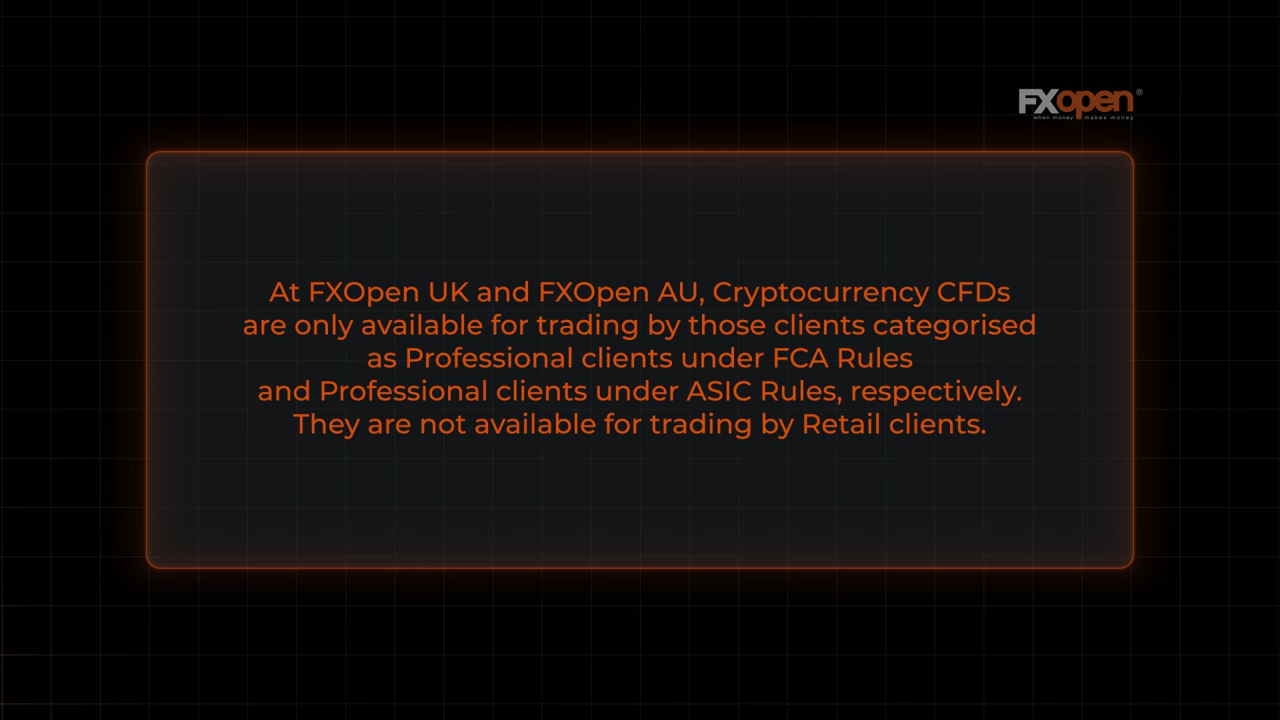 FXopen®
when money makes money
At FXOpen UK and FXOpen AU, Cryptocurrency CFDs
are only available for trading by those clients categorised
as Professional clients under FCA Rules
and Professional clients under ASIC Rules, respectively.
They are not available for trading by Retail clients.